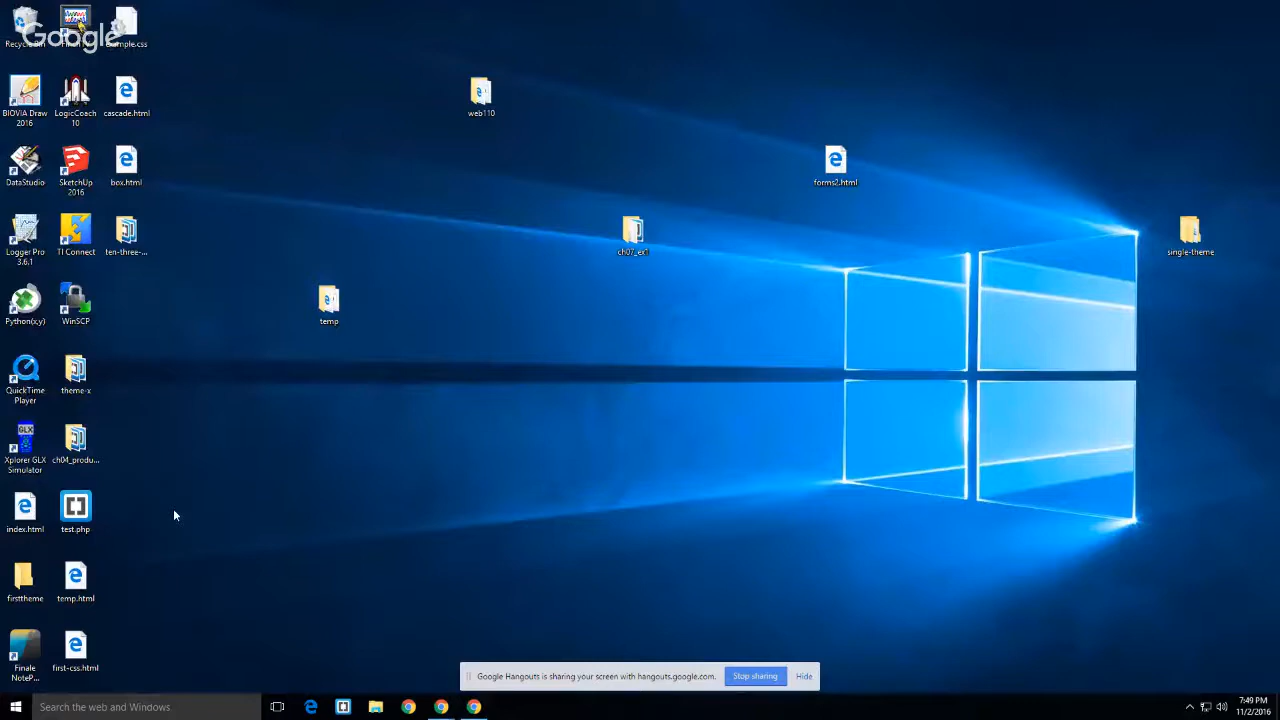 Google
Recycle Bin
example.css
BIOVIA Draw
2016
LogicCoach
10
cascade.html
web110
DataStudio
SketchUp
2016
box.html
forms2.html
Logger Pro
3.6.1
TI Connect
ten-three-...
ch07_ex1
single-theme
Python(x,y)
WinSCP
temp
QuickTime
Player
theme-x
Xplorer GLX
Simulator
GLX
ch04_produ...
index.html
test.php
firsttheme
temp.html
Finale
NoteP...
first-css.html
Google Hangouts is sharing your screen with hangouts.google.com.
Stop sharing
Hide
Search the web and Windows
7:49 PM
11/2/2016